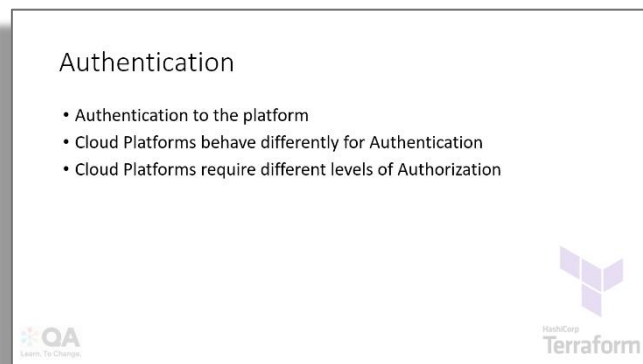 Authentication
• Authentication to the platform
• Cloud Platforms behave differently for Authentication
• Cloud Platforms require different levels of Authorization
QA
Learn. To Change.
HashiCorp
Terraform